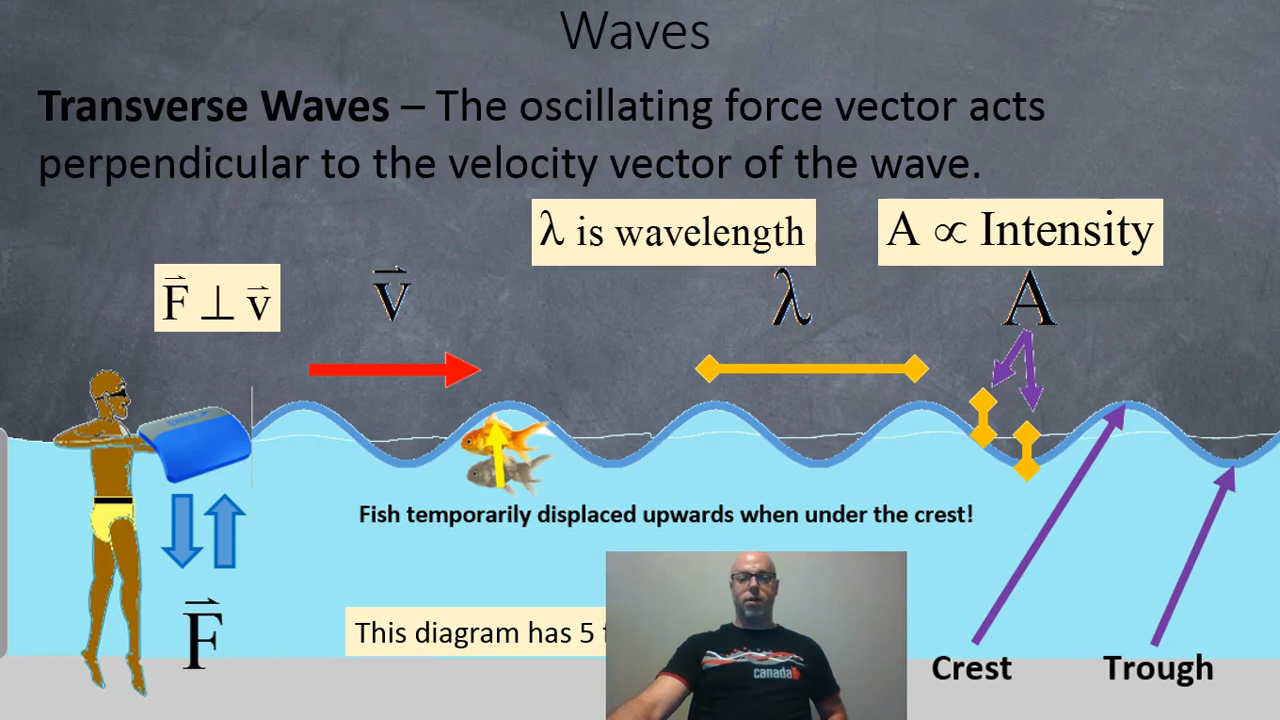 Waves
Transverse Waves – The oscillating force vector acts
perpendicular to the velocity vector of the wave.
λ is wavelength
A ∝ Intensity
F⃗ ⊥ v⃗
v⃗
λ
A
Fish temporarily displaced upwards when under the crest!
F⃗
This diagram has 5
canada
Crest
Trough